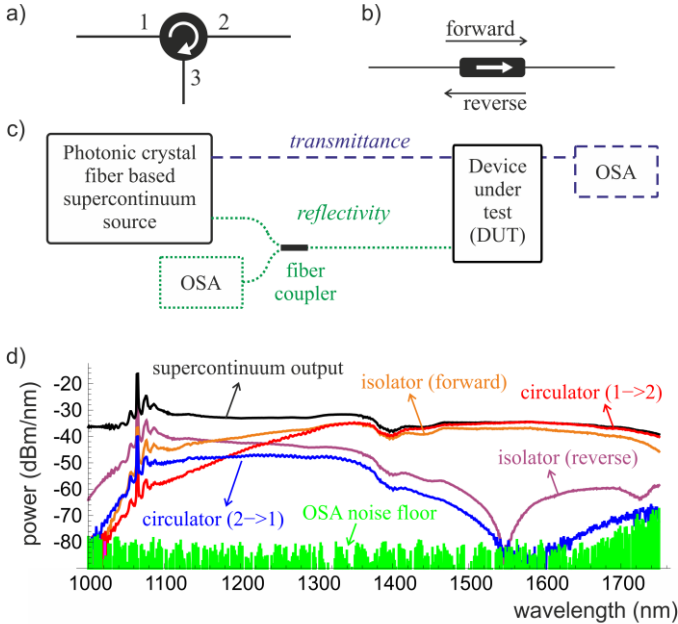 a)
1
2
3
b)
forward
reverse
c)
Photonic crystal
fiber based
supercontinuum
source
transmittance
reflectivity
OSA
fiber
coupler
Device
under
test
(DUT)
OSA
d)
power (dBm/nm)
-20
-30
-40
-50
-60
-70
-80
supercontinuum output
isolator (forward)
circulator (1->2)
isolator (reverse)
circulator (2->1)
OSA noise floor
1000
1100
1200
1300
1400
1500
1600
1700
wavelength (nm)